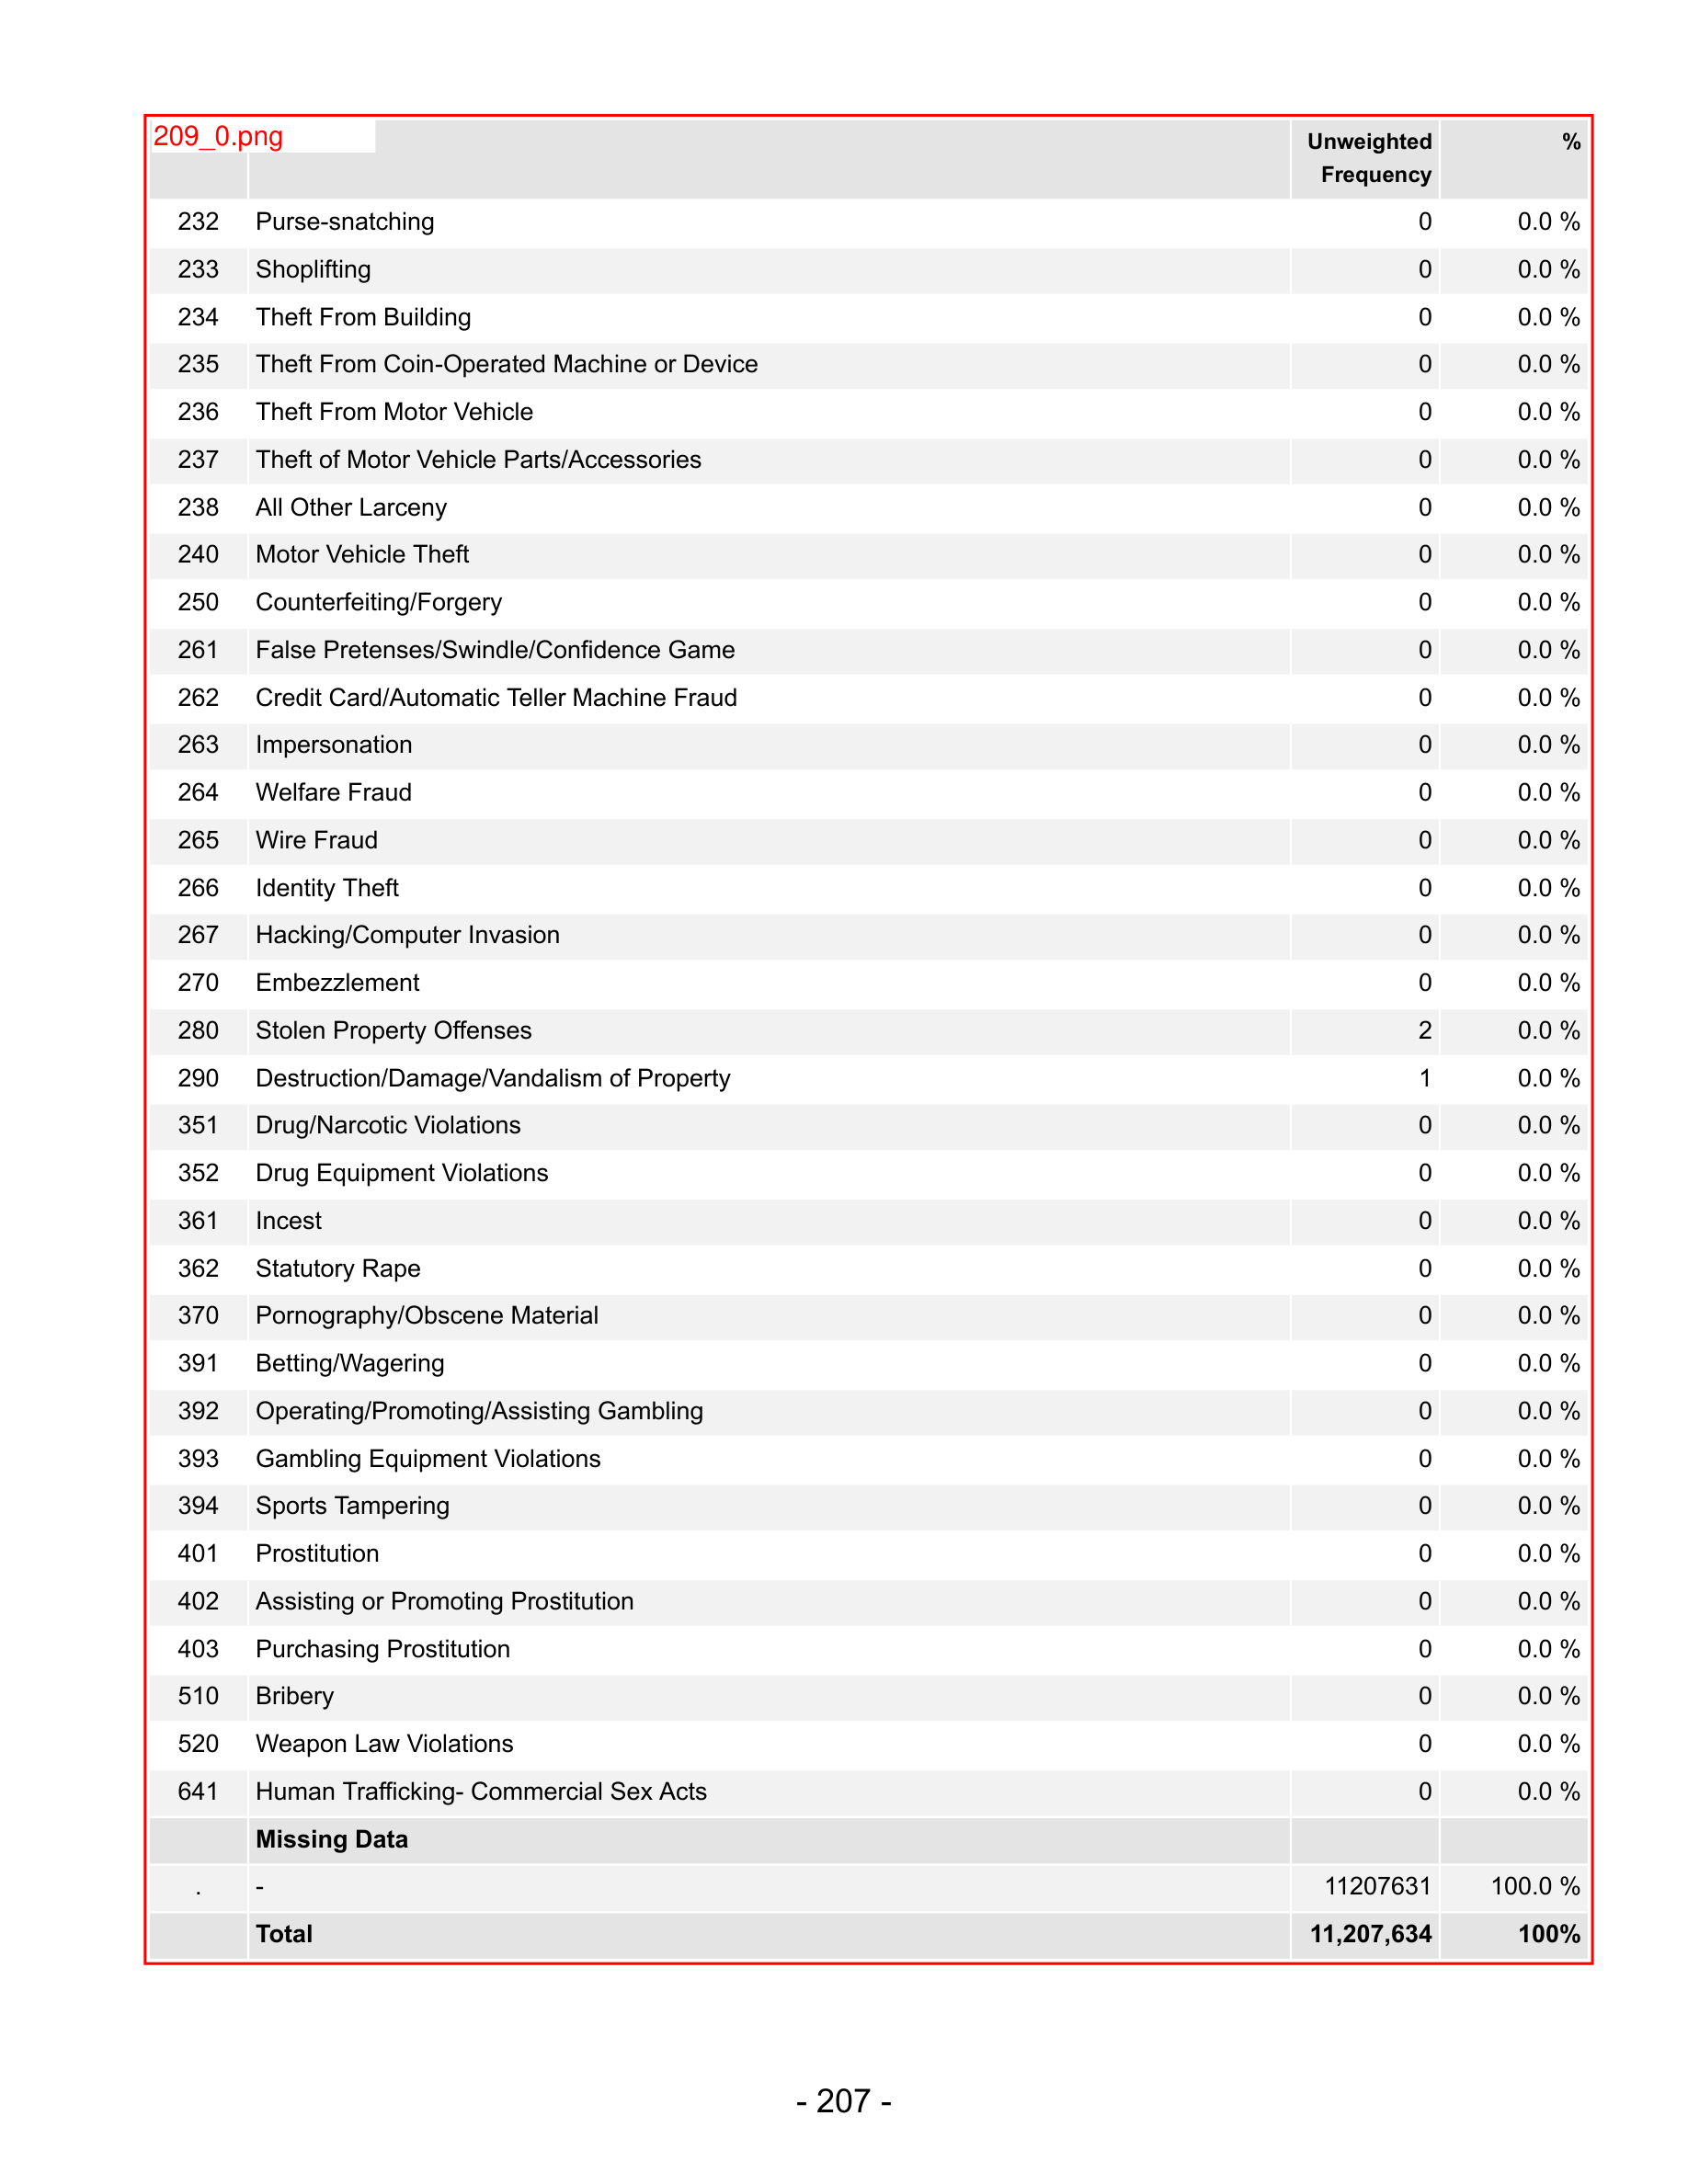 209_0.png
Unweighted %
Frequency
232 Purse-snatching 0 0.0 %
233 Shoplifting 0 0.0 %
234 Theft From Building 0 0.0 %
235 Theft From Coin-Operated Machine or Device 0 0.0 %
236 Theft From Motor Vehicle 0 0.0 %
237 Theft of Motor Vehicle Parts/Accessories 0 0.0 %
238 All Other Larceny 0 0.0 %
240 Motor Vehicle Theft 0 0.0 %
250 Counterfeiting/Forgery 0 0.0 %
261 False Pretenses/Swindle/Confidence Game 0 0.0 %
262 Credit Card/Automatic Teller Machine Fraud 0 0.0 %
263 Impersonation 0 0.0 %
264 Welfare Fraud 0 0.0 %
265 Wire Fraud 0 0.0 %
266 Identity Theft 0 0.0 %
267 Hacking/Computer Invasion 0 0.0 %
270 Embezzlement 0 0.0 %
280 Stolen Property Offenses 2 0.0 %
290 Destruction/Damage/Vandalism of Property 1 0.0 %
351 Drug/Narcotic Violations 0 0.0 %
352 Drug Equipment Violations 0 0.0 %
361 Incest 0 0.0 %
362 Statutory Rape 0 0.0 %
370 Pornography/Obscene Material 0 0.0 %
391 Betting/Wagering 0 0.0 %
392 Operating/Promoting/Assisting Gambling 0 0.0 %
393 Gambling Equipment Violations 0 0.0 %
394 Sports Tampering 0 0.0 %
401 Prostitution 0 0.0 %
402 Assisting or Promoting Prostitution 0 0.0 %
403 Purchasing Prostitution 0 0.0 %
510 Bribery 0 0.0 %
520 Weapon Law Violations 0 0.0 %
641 Human Trafficking- Commercial Sex Acts 0 0.0 %
Missing Data
. - 11207631 100.0 %
Total 11,207,634 100%
- 207 -